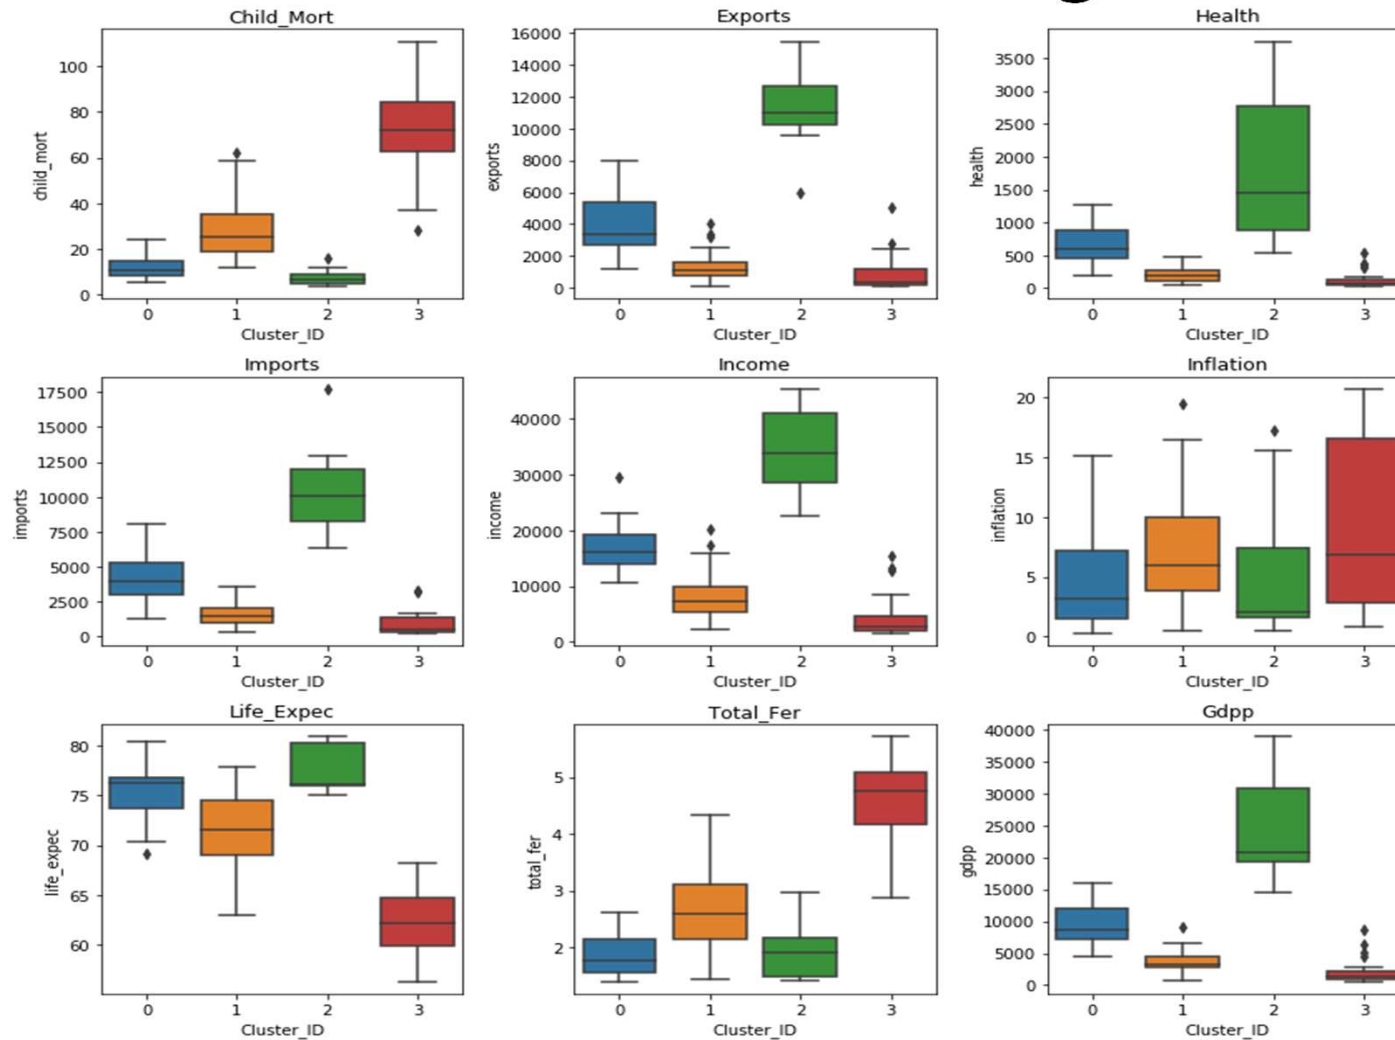 Child_Mort
child_mort
100
80
60
40
20
0
0 1 2 3
Cluster_ID
Exports
exports
16000
14000
12000
10000
8000
6000
4000
2000
0
0 1 2 3
Cluster_ID
Health
health
3500
3000
2500
2000
1500
1000
500
0
0 1 2 3
Cluster_ID
Imports
imports
17500
15000
12500
10000
7500
5000
2500
0
0 1 2 3
Cluster_ID
Income
income
40000
30000
20000
10000
0
0 1 2 3
Cluster_ID
Inflation
inflation
20
15
10
5
0
0 1 2 3
Cluster_ID
Life_Expec
life_expec
80
75
70
65
60
0 1 2 3
Cluster_ID
Total_Fer
total_fer
5
4
3
2
0 1 2 3
Cluster_ID
Gdpp
gdpp
40000
35000
30000
25000
20000
15000
10000
5000
0
0 1 2 3
Cluster_ID